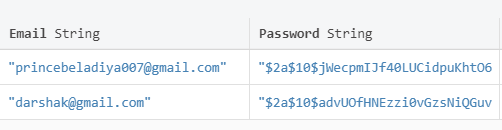 Email String Password String
"princebeladiya007@gmail.com" "$2a$10$jWecpmIJf40LUCidpuKhtO6
"darshak@gmail.com" "$2a$10$advUOfHNEzzi0vGzsNiQGuv